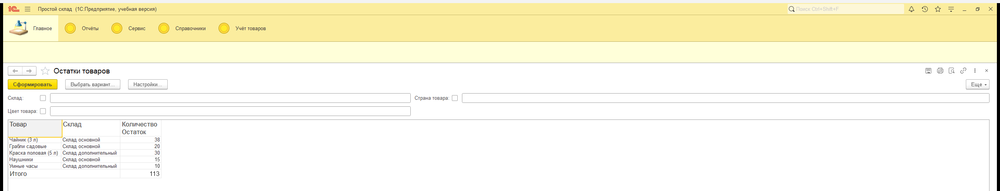 1С Простой склад (1С:Предприятие, учебная версия) Поиск Ctrl+Shift+F
Главное Отчёты Сервис Справочники Учёт товаров
Остатки товаров
Сформировать Выбрать вариант... Настройки... Еще
Склад: Страна товара:
Цвет товара:
Товар Склад Количество
Остаток
Чайник (3 л) Склад основной 38
Грабли садовые Склад основной 20
Краска половая (5 л) Склад дополнительный 30
Наушники Склад основной 15
Умные часы Склад дополнительный 10
Итого 113